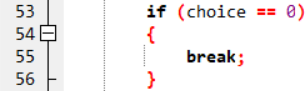 53 if (choice == 0)
54 {
55 break;
56 }